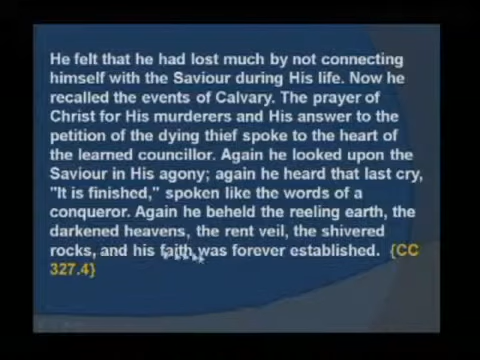 He felt that he had lost much by not connecting
himself with the Saviour during His life. Now he
recalled the events of Calvary. The prayer of
Christ for His murderers and His answer to the
petition of the dying thief spoke to the heart of
the learned councillor. Again he looked upon the
Saviour in His agony; again he heard that last cry,
"It is finished," spoken like the words of a
conqueror. Again he beheld the reeling earth, the
darkened heavens, the rent veil, the shivered
rocks, and his faith was forever established. {CC
327.4}